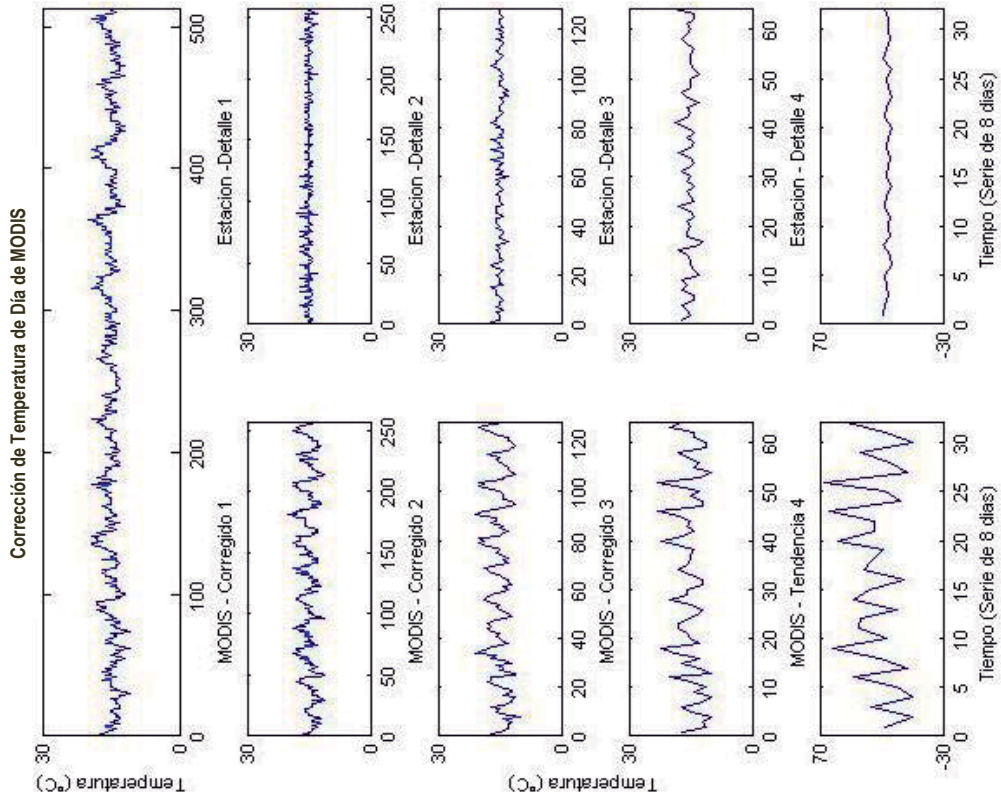 Corrección de Temperatura de Día de MODIS
30
0
Temperatura (°C)
0 100 200 300 400 500
MODIS - Corregido 1
30
0
0 50 100 150 200 250
Estacion -Detalle 1
30
0
0 50 100 150 200 250
MODIS - Corregido 2
30
0
0 20 40 60 80 100 120
Estacion -Detalle 2
30
0
0 20 40 60 80 100 120
Temperatura (°C)
MODIS - Corregido 3
30
0
0 10 20 30 40 50 60
Estacion -Detalle 3
30
0
0 10 20 30 40 50 60
MODIS - Tendencia 4
70
-30
0 5 10 15 20 25 30
Tiempo (Serie de 8 dias)
Estacion - Detalle 4
70
-30
0 5 10 15 20 25 30
Tiempo (Serie de 8 dias)